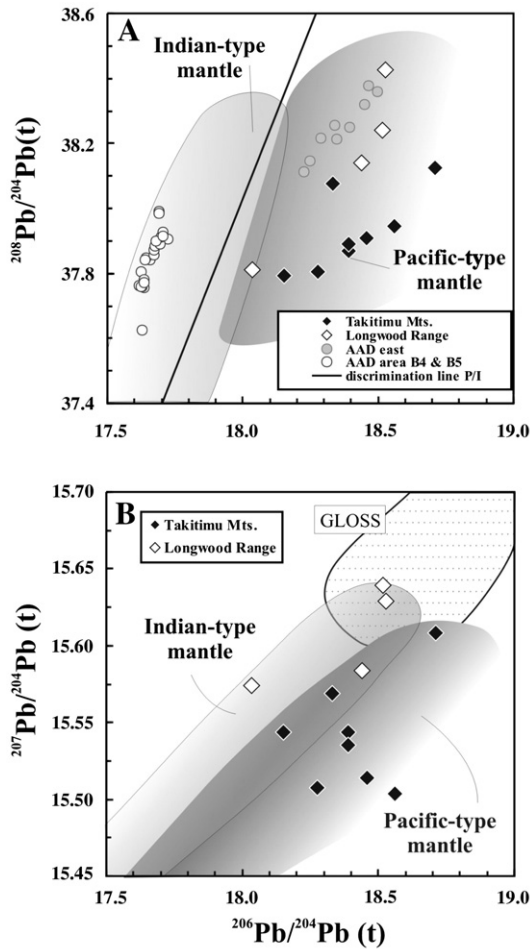 A
Indian-type
mantle
38.6
38.2
37.8
37.4
²⁰⁸Pb/²⁰⁴Pb(t)
Pacific-type
mantle
Takitimu Mts.
Longwood Range
AAD east
AAD area B4 & B5
discrimination line P/I
17.5 18.0 18.5 19.0
B
Takitimu Mts.
Longwood Range
GLOSS
Indian-type
mantle
15.70
15.65
15.60
15.55
15.50
15.45
²⁰⁷Pb/²⁰⁴Pb (t)
Pacific-type
mantle
17.5 18.0 18.5 19.0
²⁰⁶Pb/²⁰⁴Pb (t)